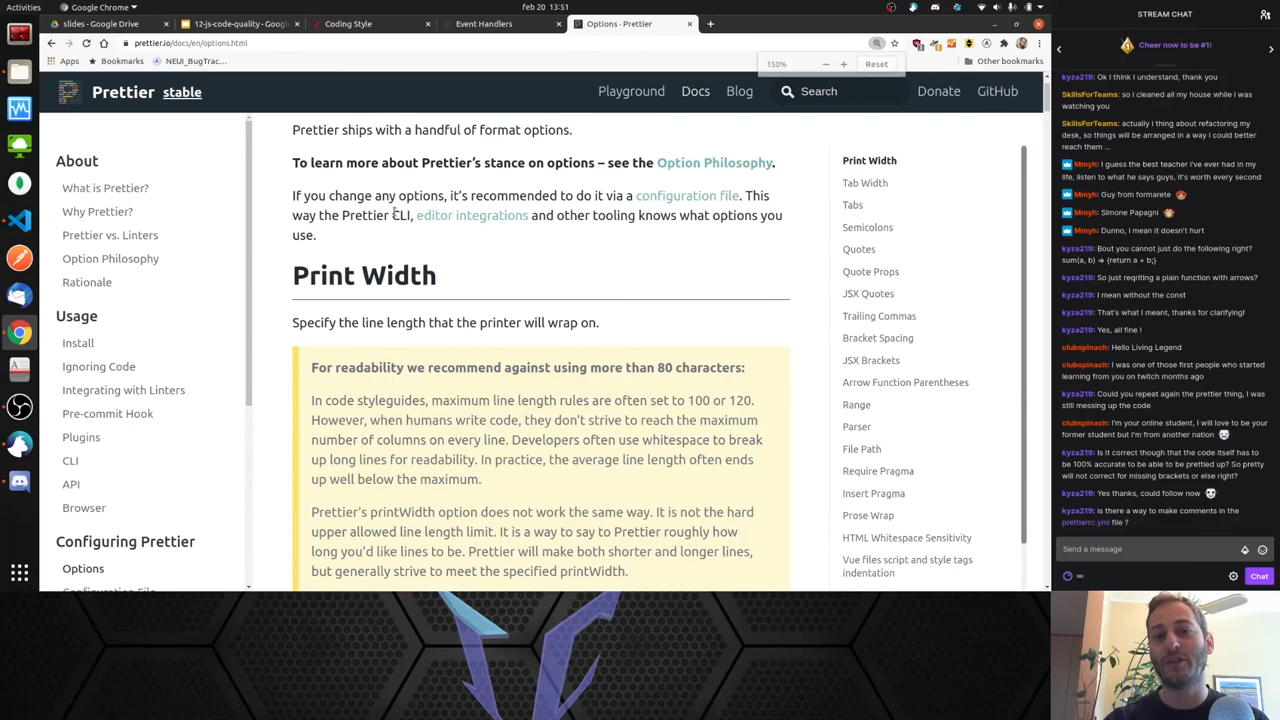 Activities
Google Chrome
feb 20 13:51
slides - Google Drive
12-js-code-quality - Google
Coding Style
Event Handlers
Options · Prettier
prettier.io/docs/en/options.html
Apps
Bookmarks
NEUI_BugTrac...
150%
Reset
Other bookmarks
Prettier stable
Playground
Docs
Blog
Search
Donate
GitHub
About
What is Prettier?
Why Prettier?
Prettier vs. Linters
Option Philosophy
Rationale
Usage
Install
Ignoring Code
Integrating with Linters
Pre-commit Hook
Plugins
CLI
API
Browser
Configuring Prettier
Options
Configuration File
Prettier ships with a handful of format options.
To learn more about Prettier’s stance on options – see the Option Philosophy.
If you change any options, it’s recommended to do it via a configuration file. This
way the Prettier CLI, editor integrations and other tooling knows what options you
use.
Print Width
Specify the line length that the printer will wrap on.
For readability we recommend against using more than 80 characters:
In code styleguides, maximum line length rules are often set to 100 or 120.
However, when humans write code, they don’t strive to reach the maximum
number of columns on every line. Developers often use whitespace to break
up long lines for readability. In practice, the average line length often ends
up well below the maximum.
Prettier’s printWidth option does not work the same way. It is not the hard
upper allowed line length limit. It is a way to say to Prettier roughly how
long you’d like lines to be. Prettier will make both shorter and longer lines,
but generally strive to meet the specified printWidth.
Print Width
Tab Width
Tabs
Semicolons
Quotes
Quote Props
JSX Quotes
Trailing Commas
Bracket Spacing
JSX Brackets
Arrow Function Parentheses
Range
Parser
File Path
Require Pragma
Insert Pragma
Prose Wrap
HTML Whitespace Sensitivity
Vue files script and style tags
indentation
STREAM CHAT
Cheer now to be #1!
kyza219: Ok I think I understand, thank you
SkillsForTeams: so i cleaned all my house while i was
watching you
SkillsForTeams: actually i thing about refactoring my
desk, so things will be arranged in a way i could better
reach them ...
Mmyh: I guess the best teacher I've ever had in my
life, listen to what he says guys, it's worth every second
Mmyh: Guy from formarete
Mmyh: Simone Papagni
Mmyh: Dunno, I mean it doesn't hurt
kyza219: Bout you cannot just do the following right?
sum(a, b) => {return a + b;}
kyza219: So just reqriting a plain function with arrows?
kyza219: I mean without the const
kyza219: That's what I meant, thanks for clarifying!
kyza219: Yes, all fine !
clubspinach: Hello Living Legend
clubspinach: I was one of those first people who started
learning from you on twitch months ago
kyza219: Could you repeat again the prettier thing, I was
still messing up the code
clubspinach: I'm your online student, I will love to be your
former student but I'm from another nation
kyza219: Is it correct though that the code itself has to
be 100% accurate to be able to be prettied up? So pretty
will not correct for missing brackets or else right?
kyza219: Yes thanks, could follow now
kyza219: is there a way to make comments in the
prettierrc.yml file ?
Send a message
Chat